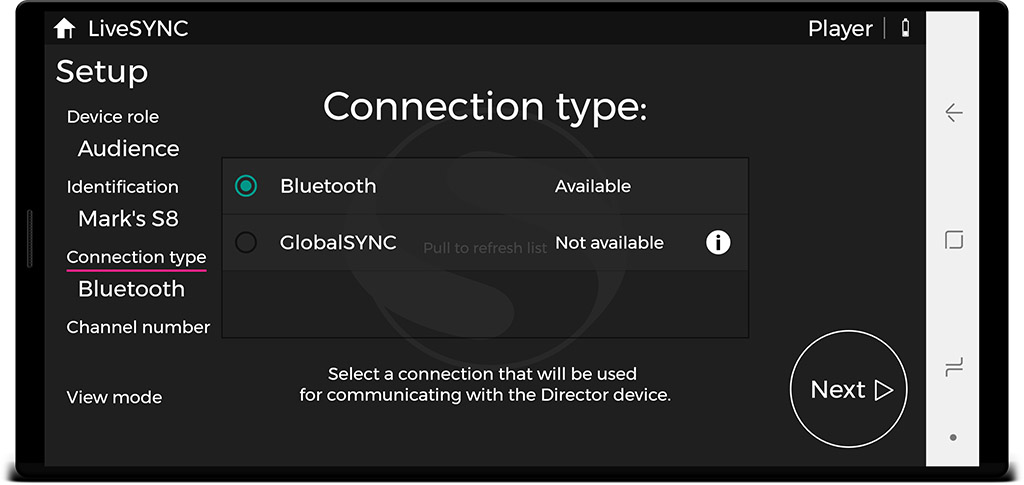 LiveSYNC
Player
Setup
Device role
Audience
Identification
Mark's S8
Connection type
Bluetooth
Channel number
View mode
Connection type:
Bluetooth Available
GlobalSYNC Not available
Pull to refresh list
Select a connection that will be used
for communicating with the Director device.
Next